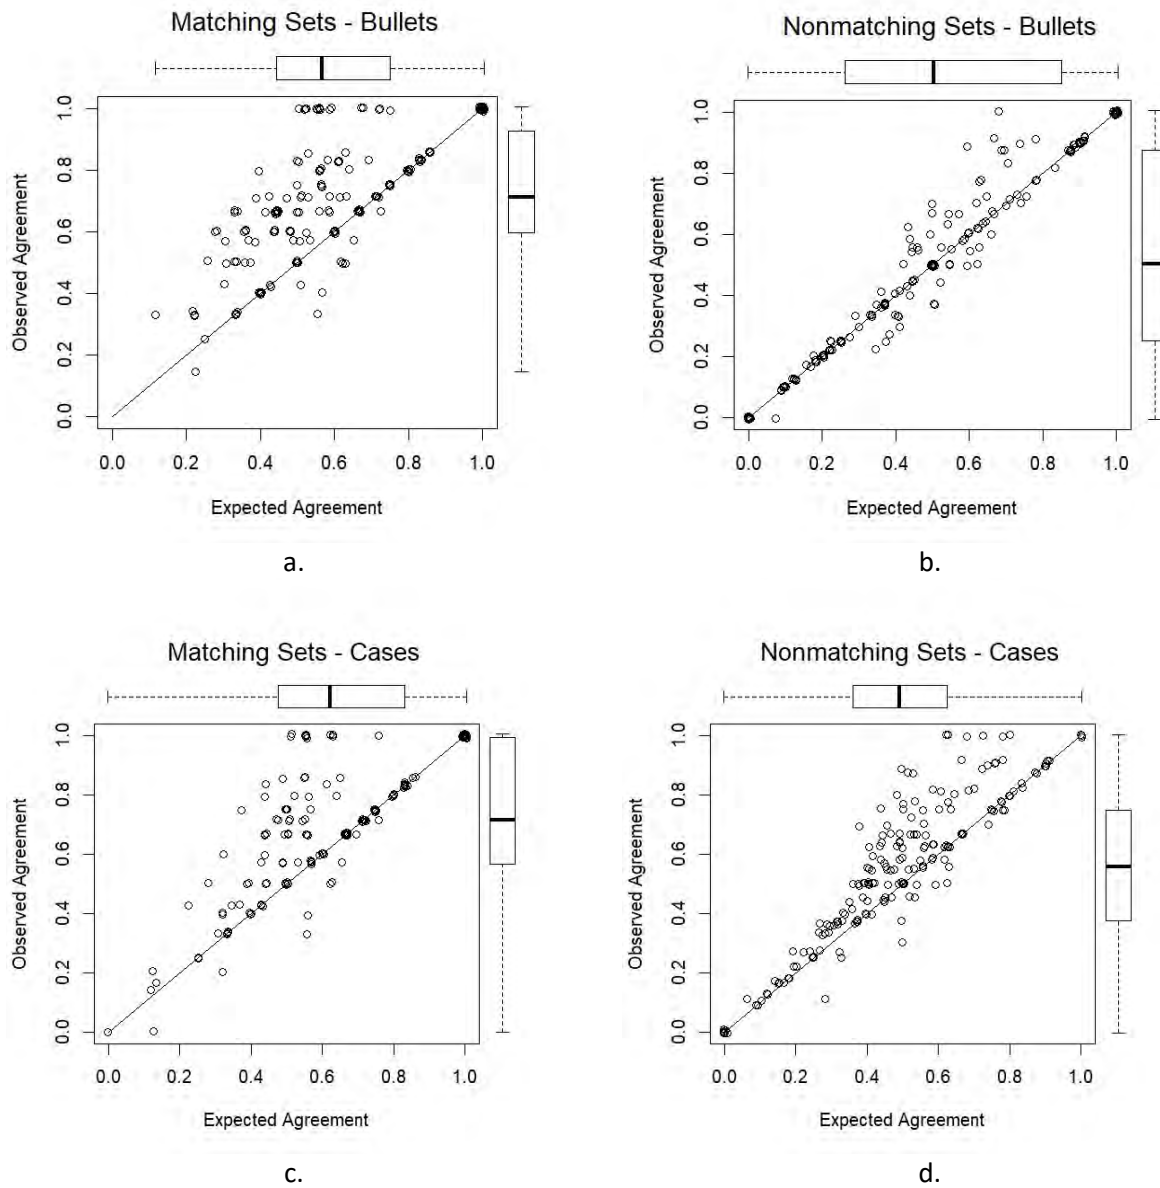 Matching Sets - Bullets
Observed Agreement
1.0
0.8
0.6
0.4
0.2
0.0
0.0 0.2 0.4 0.6 0.8 1.0
Expected Agreement
a.
Nonmatching Sets - Bullets
Observed Agreement
1.0
0.8
0.6
0.4
0.2
0.0
0.0 0.2 0.4 0.6 0.8 1.0
Expected Agreement
b.
Matching Sets - Cases
Observed Agreement
1.0
0.8
0.6
0.4
0.2
0.0
0.0 0.2 0.4 0.6 0.8 1.0
Expected Agreement
c.
Nonmatching Sets - Cases
Observed Agreement
1.0
0.8
0.6
0.4
0.2
0.0
0.0 0.2 0.4 0.6 0.8 1.0
Expected Agreement
d.